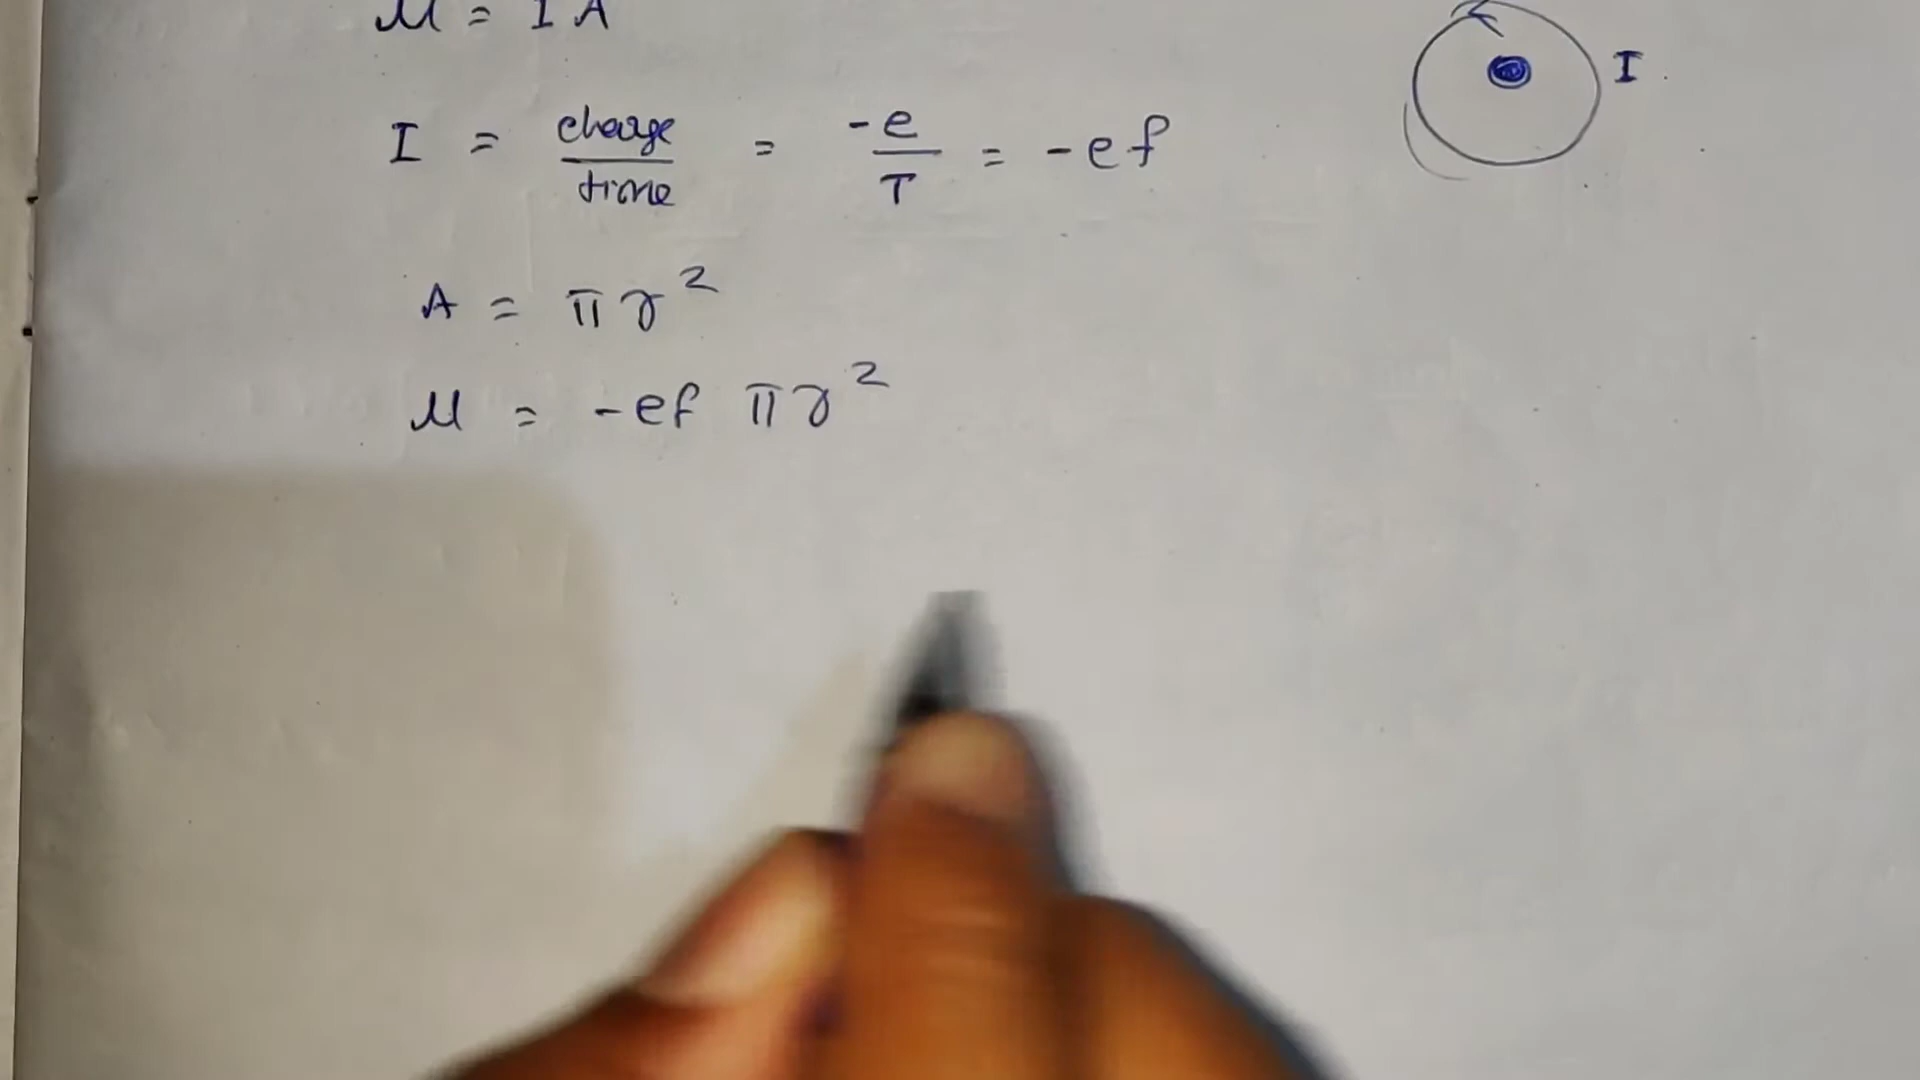 μ = I A
I
I = charge/time = -e/T = -ef
A = πr²
μ = -ef πr²